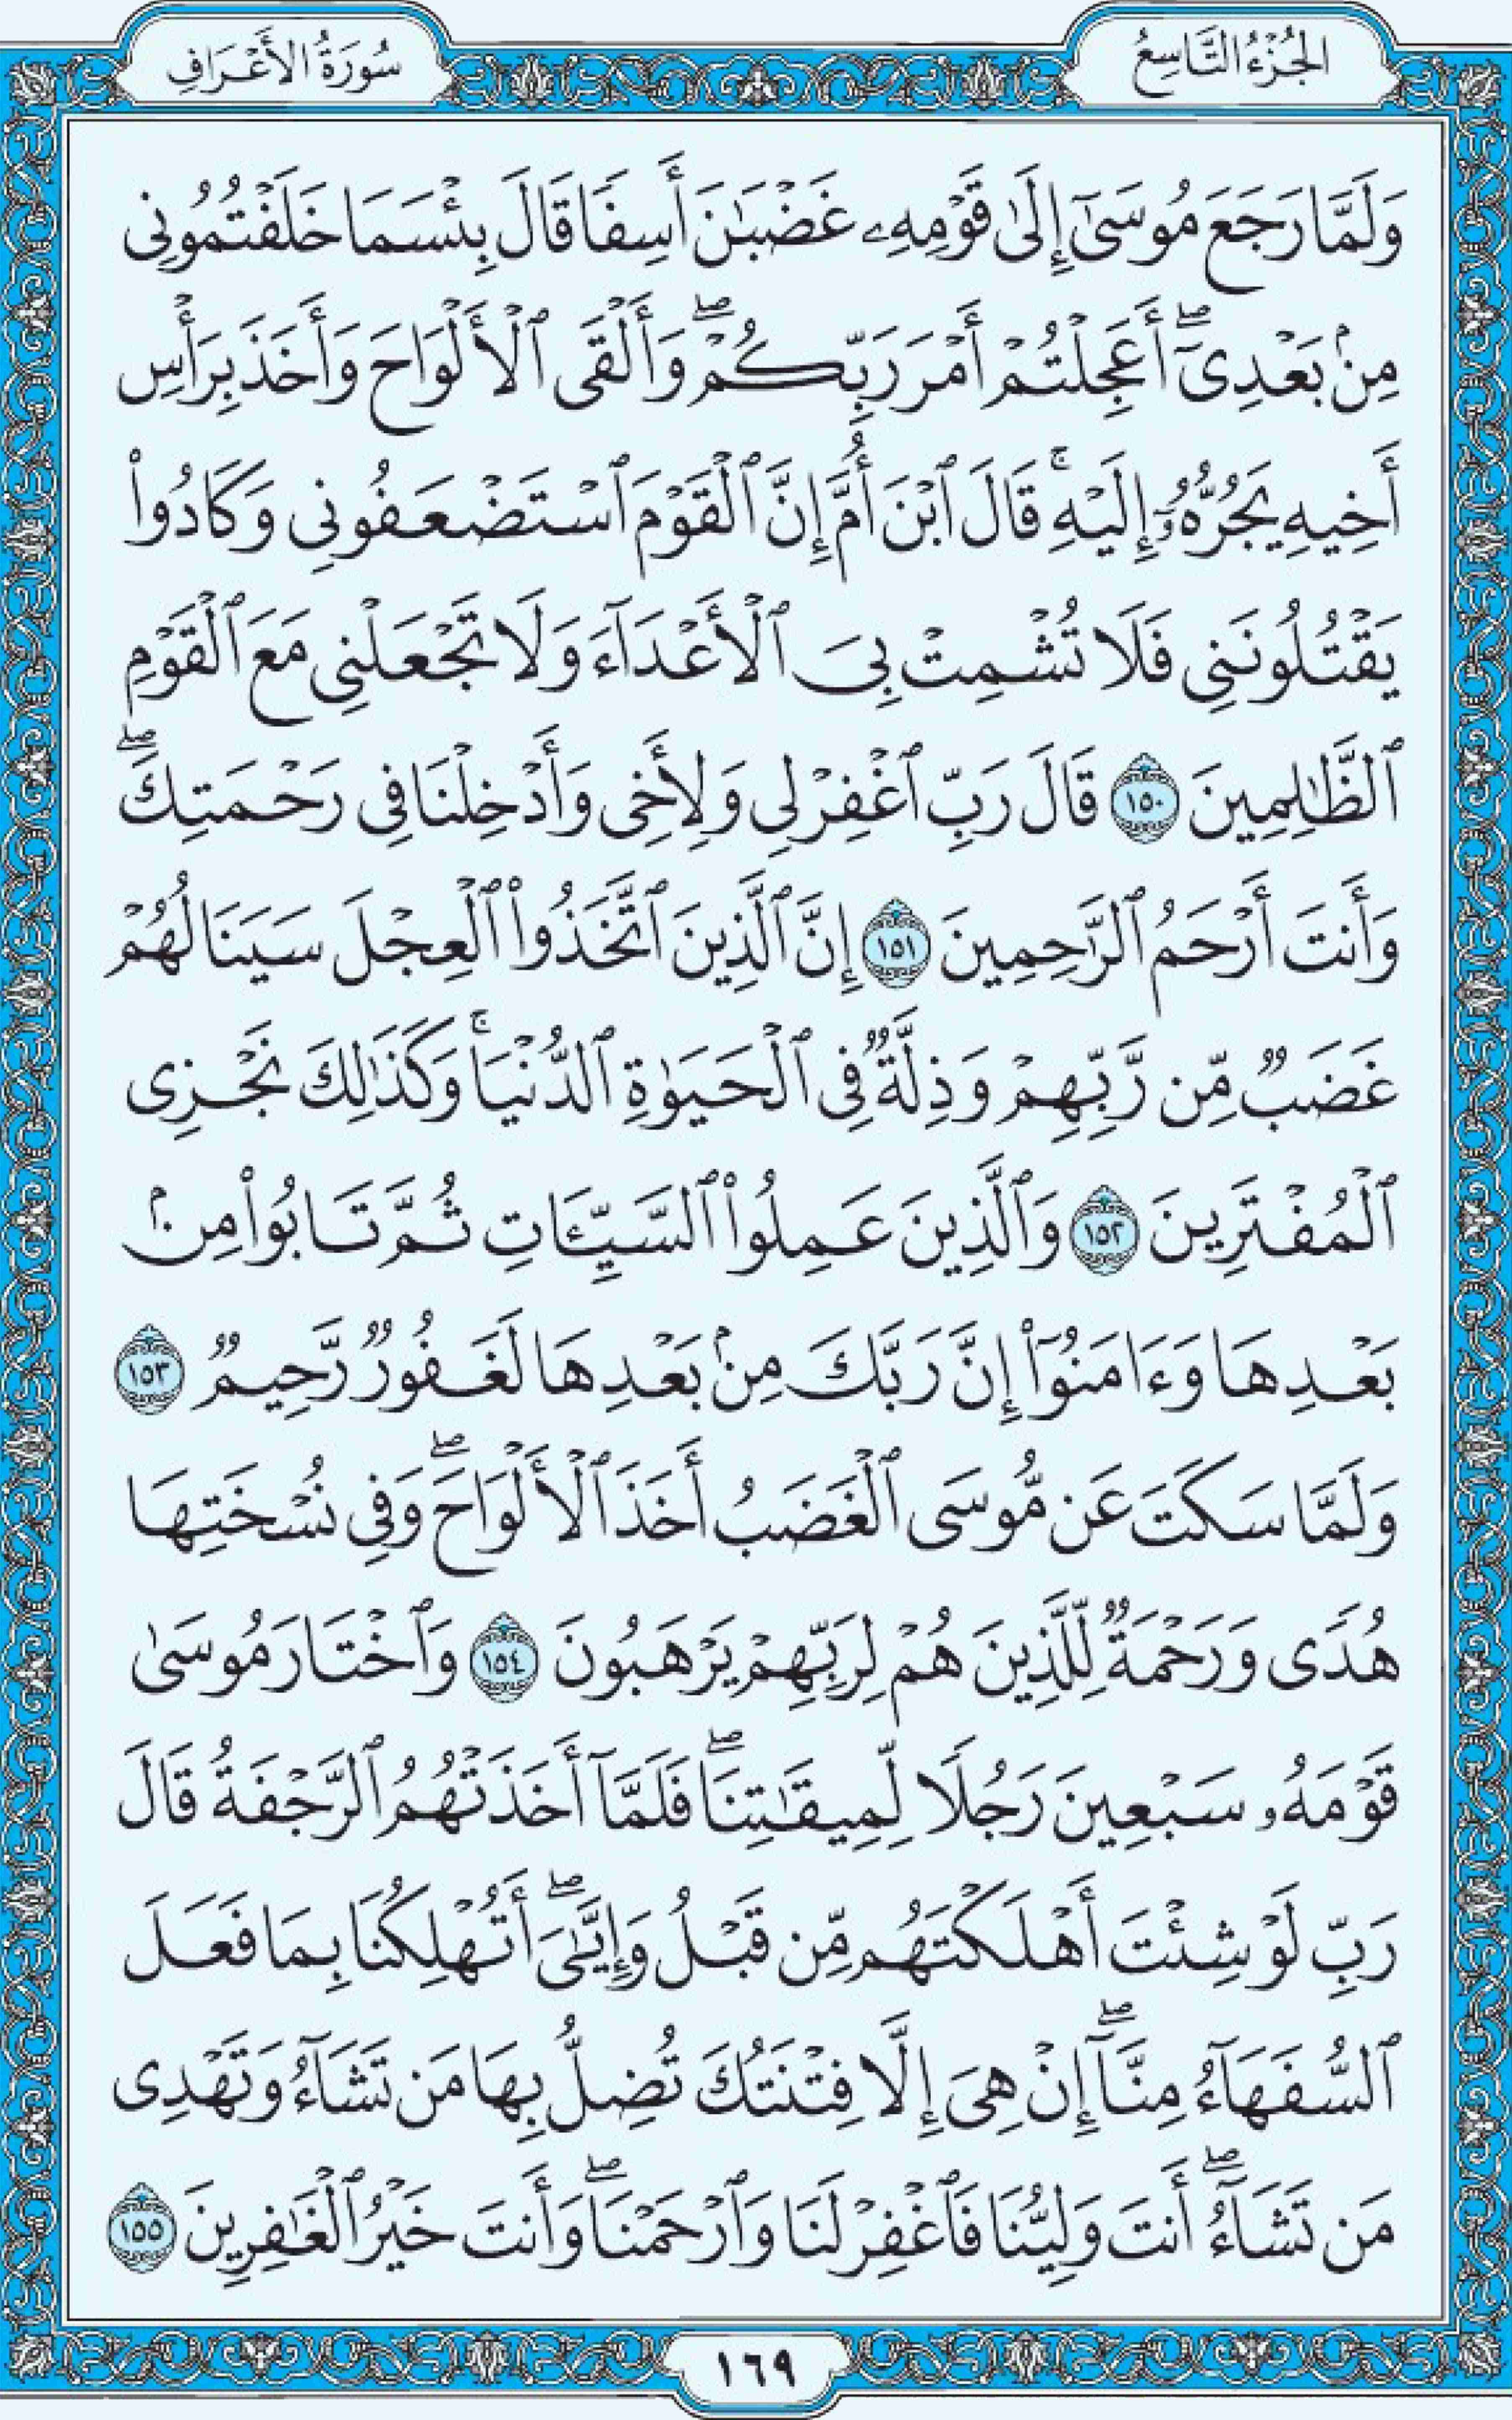 الجُزْءُ التَّاسِعُ
سُورَةُ الأَعْرَافِ
وَلَمَّا رَجَعَ مُوسَىٰٓ إِلَىٰ قَوْمِهِۦ غَضْبَٰنَ أَسِفًا قَالَ بِئْسَمَا خَلَفْتُمُونِى
مِنۢ بَعْدِىٓۖ أَعَجِلْتُمْ أَمْرَ رَبِّكُمْۖ وَأَلْقَى ٱلْأَلْوَاحَ وَأَخَذَ بِرَأْسِ
أَخِيهِ يَجُرُّهُۥٓ إِلَيْهِۚ قَالَ ٱبْنَ أُمَّ إِنَّ ٱلْقَوْمَ ٱسْتَضْعَفُونِى وَكَادُوا۟
يَقْتُلُونَنِى فَلَا تُشْمِتْ بِىَ ٱلْأَعْدَآءَ وَلَا تَجْعَلْنِى مَعَ ٱلْقَوْمِ
ٱلظَّٰلِمِينَ ١٥٠ قَالَ رَبِّ ٱغْفِرْ لِى وَلِأَخِى وَأَدْخِلْنَا فِى رَحْمَتِكَۖ
وَأَنتَ أَرْحَمُ ٱلرَّٰحِمِينَ ١٥١ إِنَّ ٱلَّذِينَ ٱتَّخَذُوا۟ ٱلْعِجْلَ سَيَنَالُهُمْ
غَضَبٌ مِّن رَّبِّهِمْ وَذِلَّةٌ فِى ٱلْحَيَوٰةِ ٱلدُّنْيَاۚ وَكَذَٰلِكَ نَجْزِى
ٱلْمُفْتَرِينَ ١٥٢ وَٱلَّذِينَ عَمِلُوا۟ ٱلسَّيِّـَٔاتِ ثُمَّ تَابُوا۟ مِنۢ
بَعْدِهَا وَءَامَنُوٓا۟ إِنَّ رَبَّكَ مِنۢ بَعْدِهَا لَغَفُورٌ رَّحِيمٌ ١٥٣
وَلَمَّا سَكَتَ عَن مُّوسَى ٱلْغَضَبُ أَخَذَ ٱلْأَلْوَاحَۖ وَفِى نُسْخَتِهَا
هُدًى وَرَحْمَةٌ لِّلَّذِينَ هُمْ لِرَبِّهِمْ يَرْهَبُونَ ١٥٤ وَٱخْتَارَ مُوسَىٰ
قَوْمَهُۥ سَبْعِينَ رَجُلًا لِّمِيقَٰتِنَاۖ فَلَمَّآ أَخَذَتْهُمُ ٱلرَّجْفَةُ قَالَ
رَبِّ لَوْ شِئْتَ أَهْلَكْتَهُم مِّن قَبْلُ وَإِيَّٰىَۖ أَتُهْلِكُنَا بِمَا فَعَلَ
ٱلسُّفَهَآءُ مِنَّآۖ إِنْ هِىَ إِلَّا فِتْنَتُكَ تُضِلُّ بِهَا مَن تَشَآءُ وَتَهْدِى
مَن تَشَآءُۖ أَنتَ وَلِيُّنَا فَٱغْفِرْ لَنَا وَٱرْحَمْنَاۖ وَأَنتَ خَيْرُ ٱلْغَٰفِرِينَ ١٥٥
١٦٩